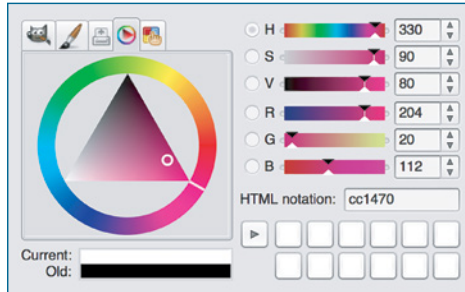 H 330
S 90
V 80
R 204
G 20
B 112
HTML notation: cc1470
Current:
Old: